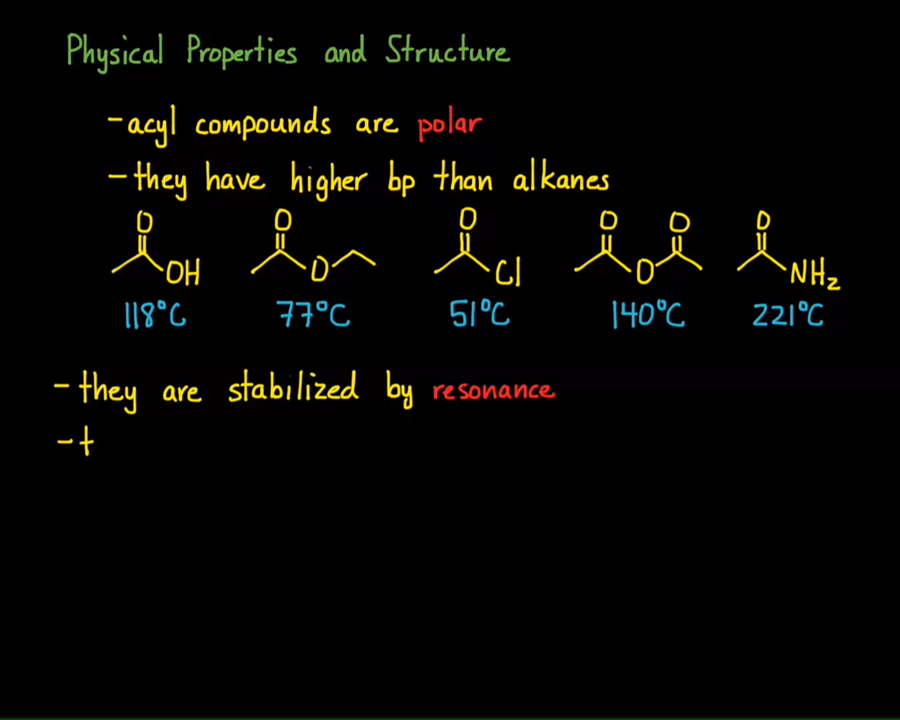 Physical Properties and Structure
-acyl compounds are polar
-they have higher bp than alkanes
O O O O O O
OH O Cl O NH₂
118°C 77°C 51°C 140°C 221°C
-they are stabilized by resonance
-t